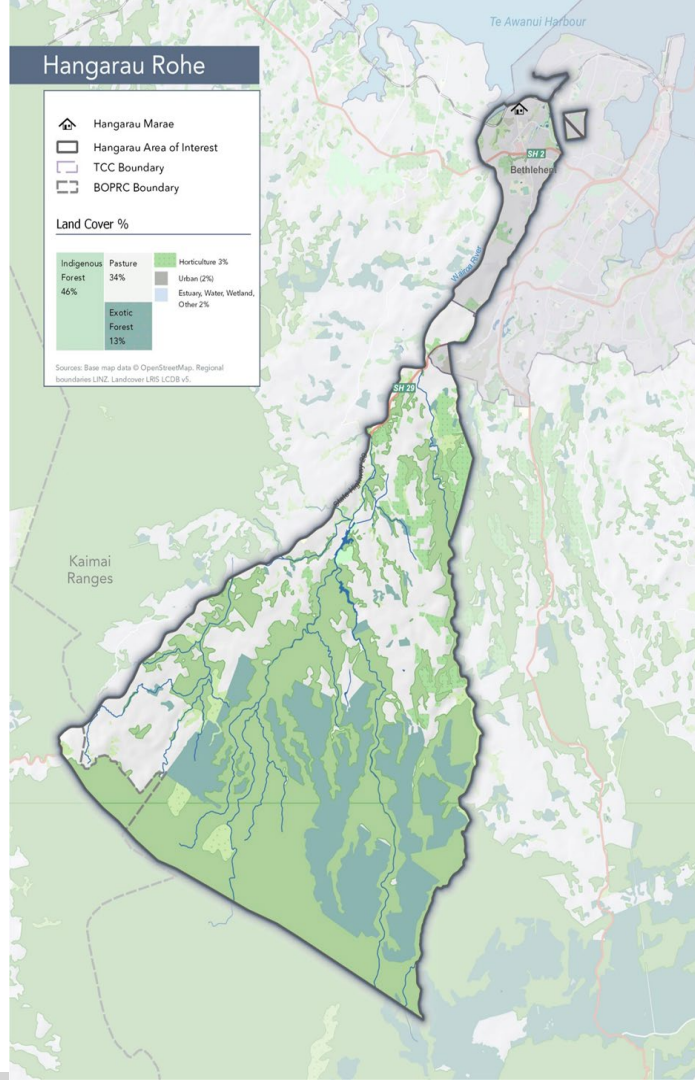 Te Awanui Harbour
Hangarau Rohe
Hangarau Marae
Hangarau Area of Interest
TCC Boundary
BOPRC Boundary
Land Cover %
Indigenous
Forest
46%
Pasture
34%
Exotic
Forest
13%
Horticulture 3%
Urban (2%)
Estuary, Water, Wetland,
Other 2%
Sources: Base map data © OpenStreetMap. Regional
boundaries LINZ. Landcover LRIS LCDB v5.
SH 2
Bethlehem
Wairoa River
SH 29
Kaimai
Ranges